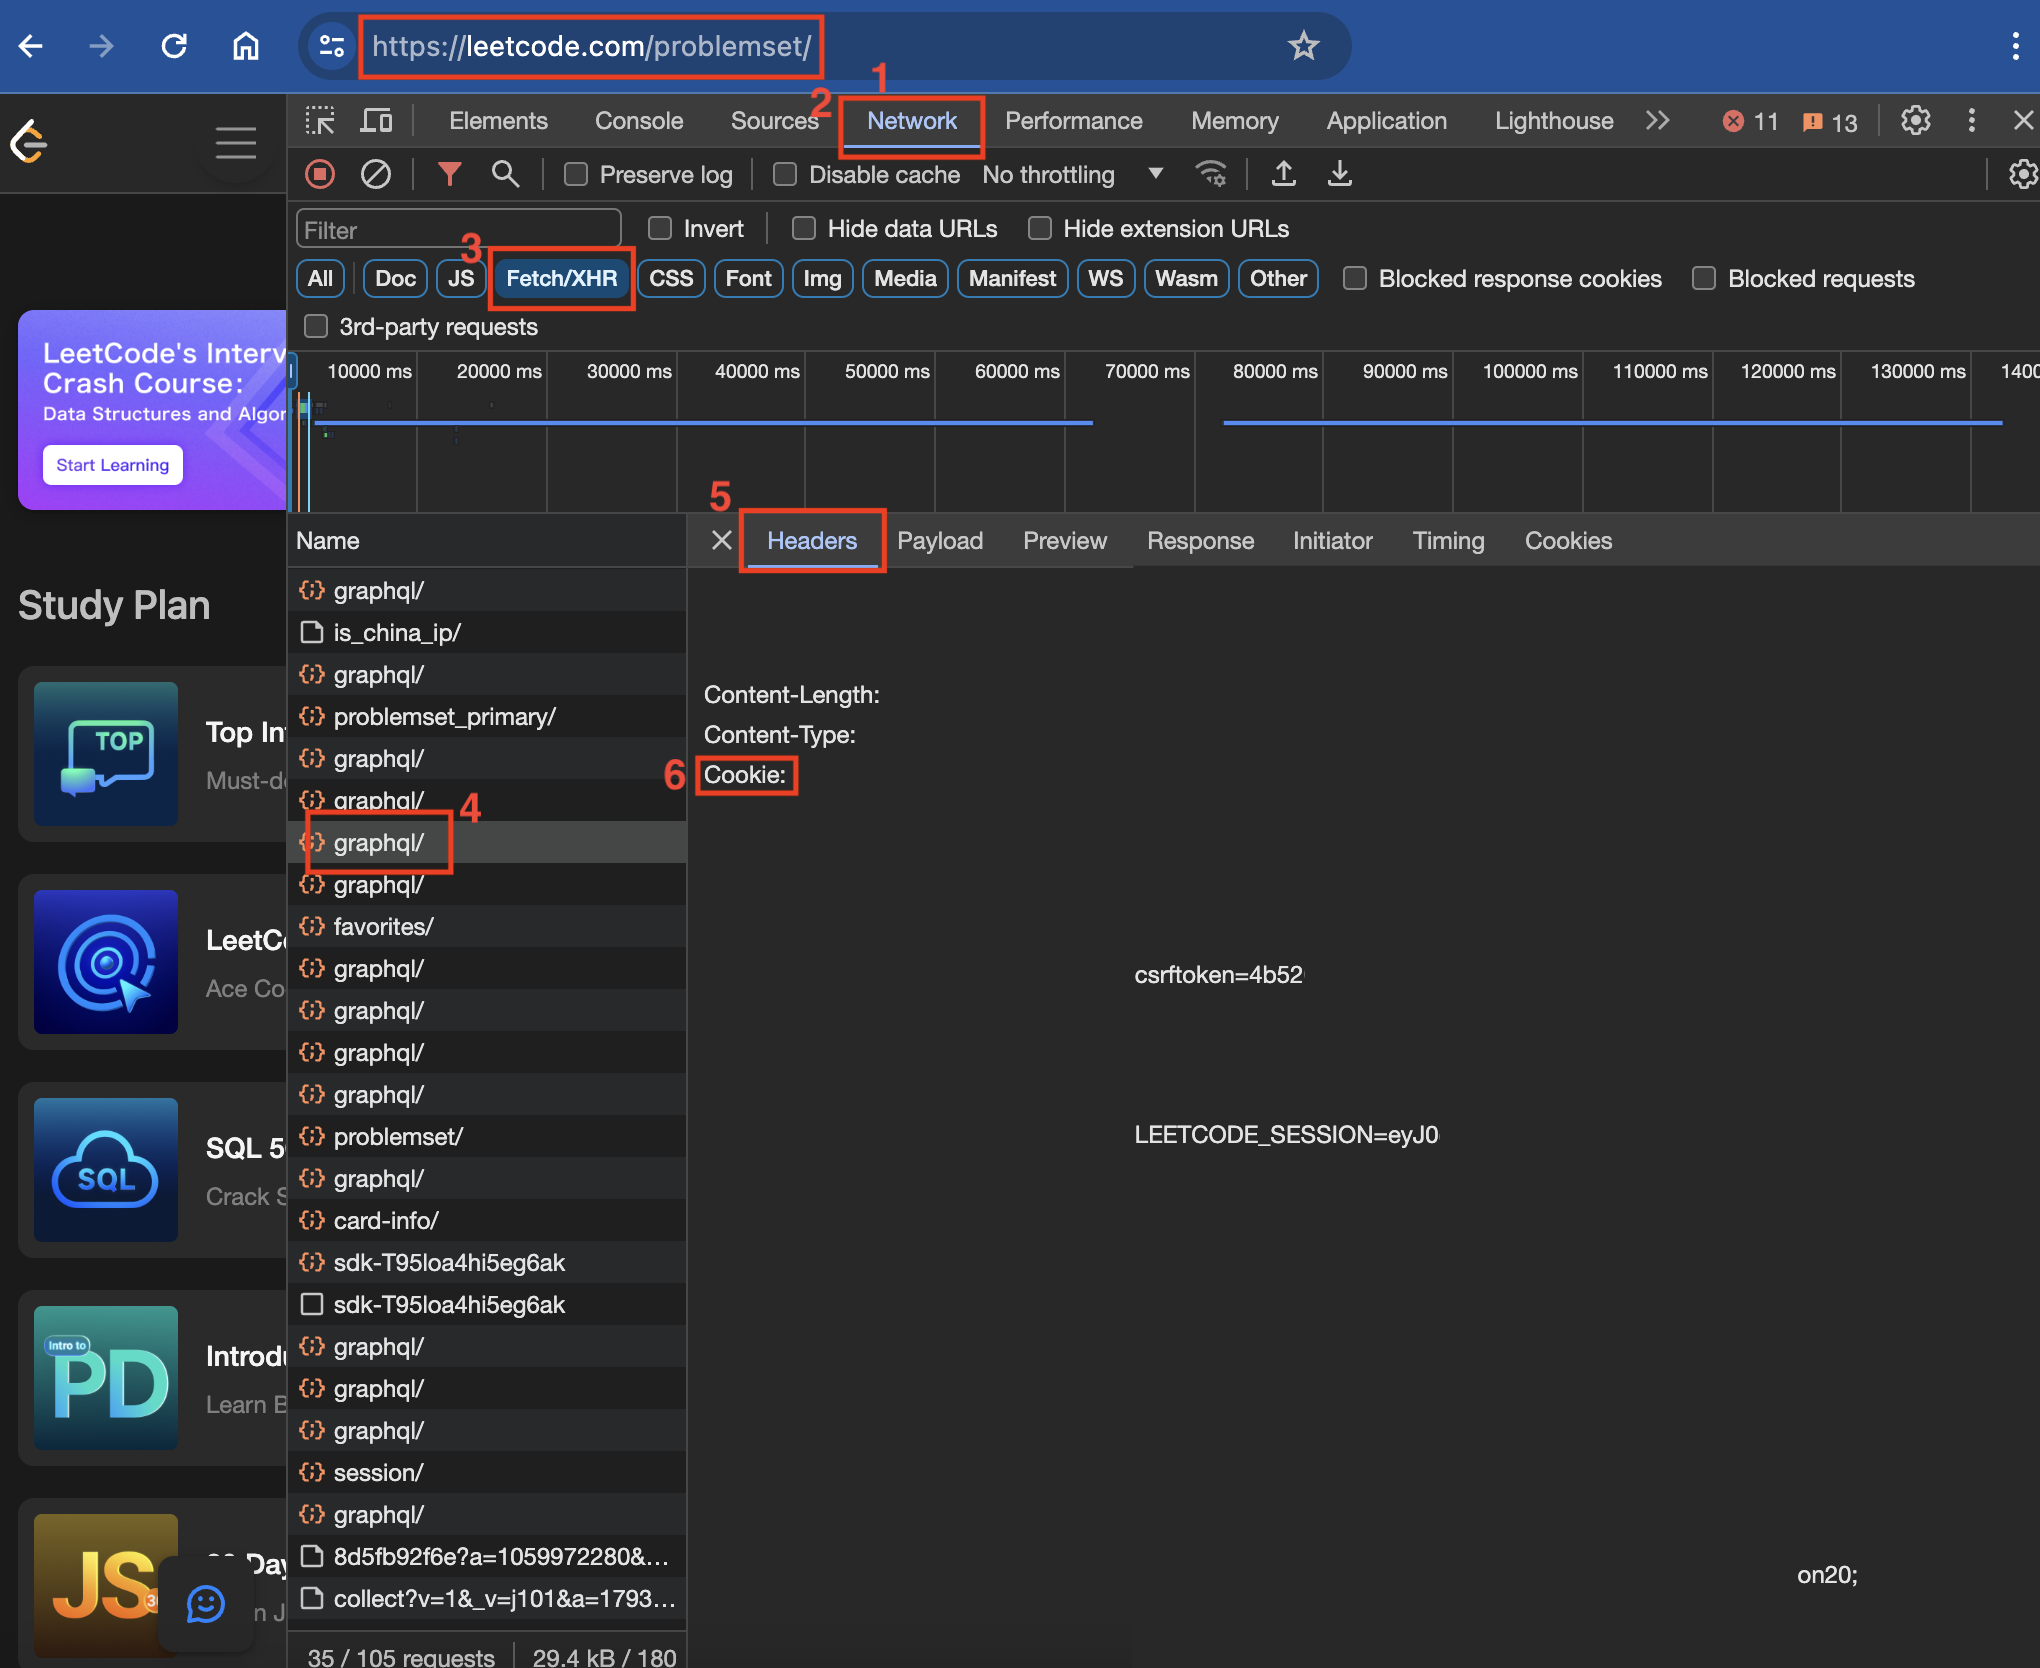 https://leetcode.com/problemset/
1
2
Elements Console Sources Network Performance Memory Application Lighthouse 11 13
Preserve log Disable cache No throttling
Filter Invert Hide data URLs Hide extension URLs
3
All Doc JS Fetch/XHR CSS Font Img Media Manifest WS Wasm Other Blocked response cookies Blocked requests
3rd-party requests
10000 ms 20000 ms 30000 ms 40000 ms 50000 ms 60000 ms 70000 ms 80000 ms 90000 ms 100000 ms 110000 ms 120000 ms 130000 ms 1400
LeetCode's Interv
Crash Course:
Data Structures and Algor
Start Learning
Study Plan
TOP
Top In
Must-d
LeetC
Ace Co
SQL
SQL 5
Crack S
Intro to
PD
Introdu
Learn B
JS
Day
n J
5
Name
Headers Payload Preview Response Initiator Timing Cookies
graphql/
is_china_ip/
graphql/
problemset_primary/
graphql/
graphql/
4
graphql/
graphql/
favorites/
graphql/
graphql/
graphql/
graphql/
problemset/
graphql/
card-info/
sdk-T95loa4hi5eg6ak
sdk-T95loa4hi5eg6ak
graphql/
graphql/
graphql/
session/
graphql/
8d5fb92f6e?a=1059972280&...
collect?v=1&_v=j101&a=1793...
35 / 105 requests 29.4 kB / 180
Content-Length:
Content-Type:
6
Cookie:
csrftoken=4b52
LEETCODE_SESSION=eyJ0
on20;